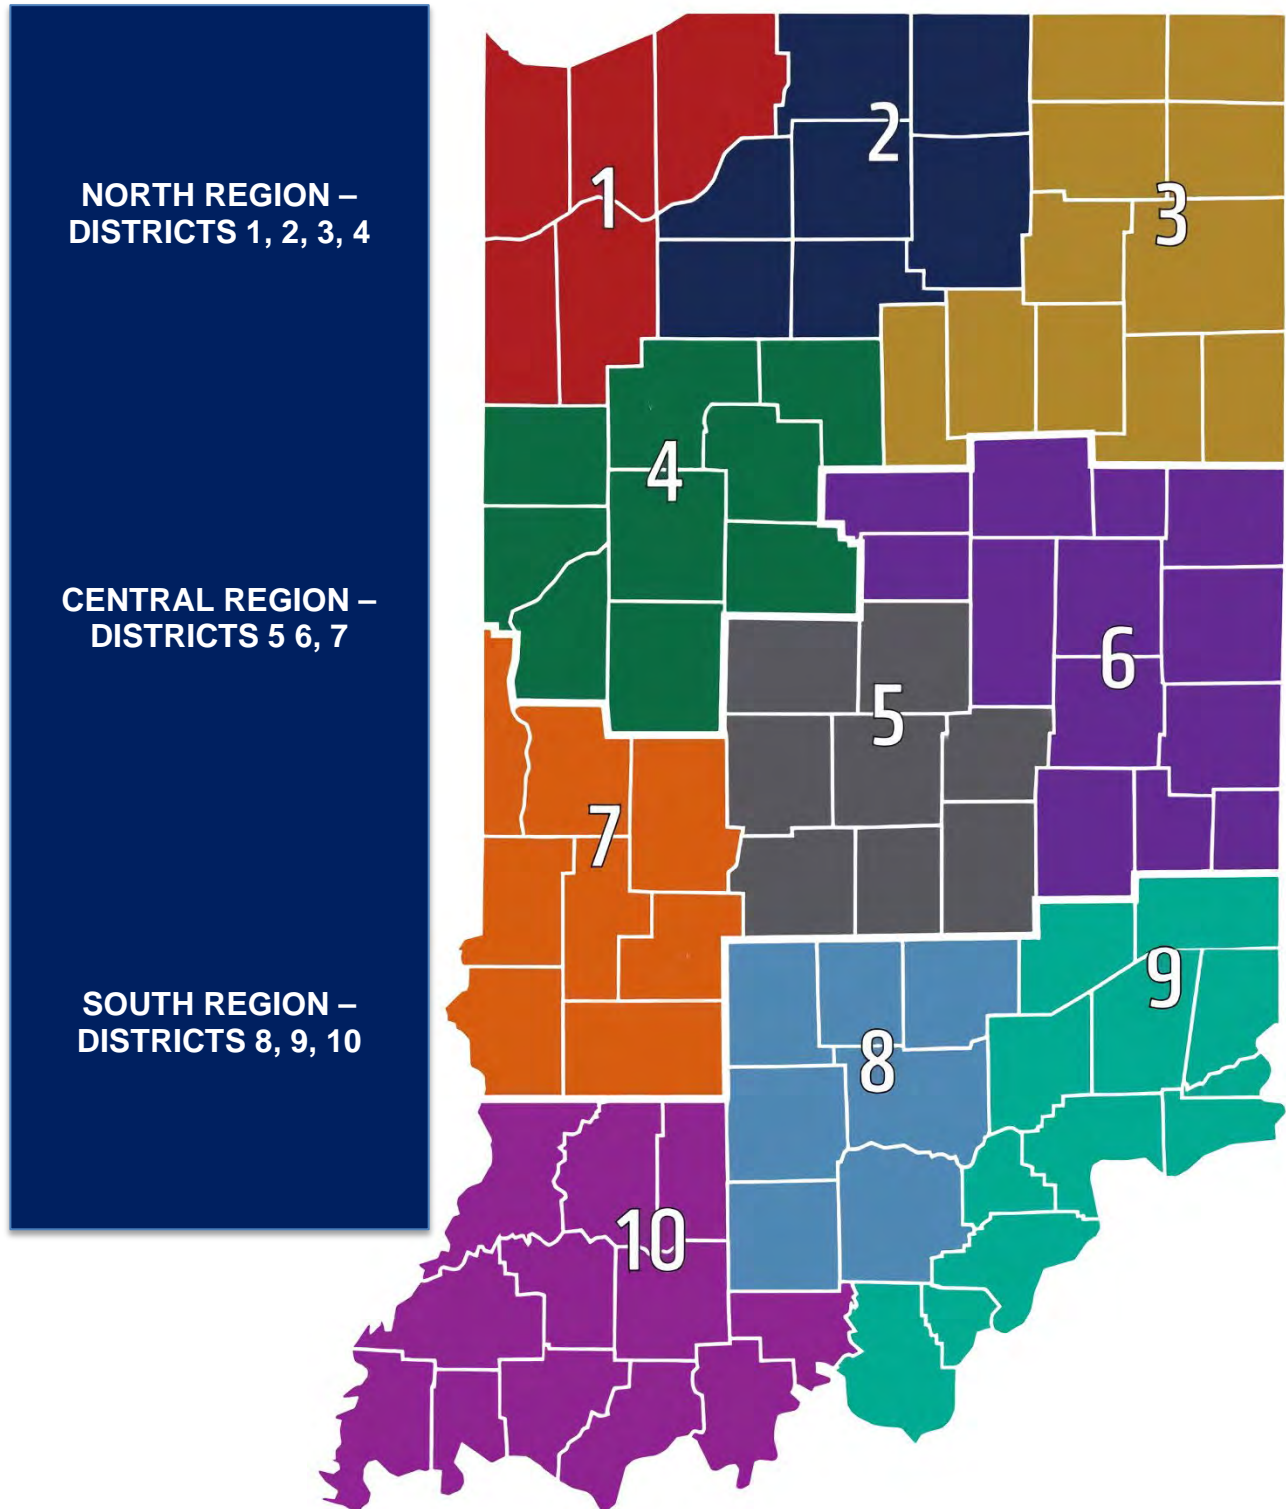 NORTH REGION –
DISTRICTS 1, 2, 3, 4
CENTRAL REGION –
DISTRICTS 5 6, 7
SOUTH REGION –
DISTRICTS 8, 9, 10
1
2
3
4
5
6
7
8
9
10